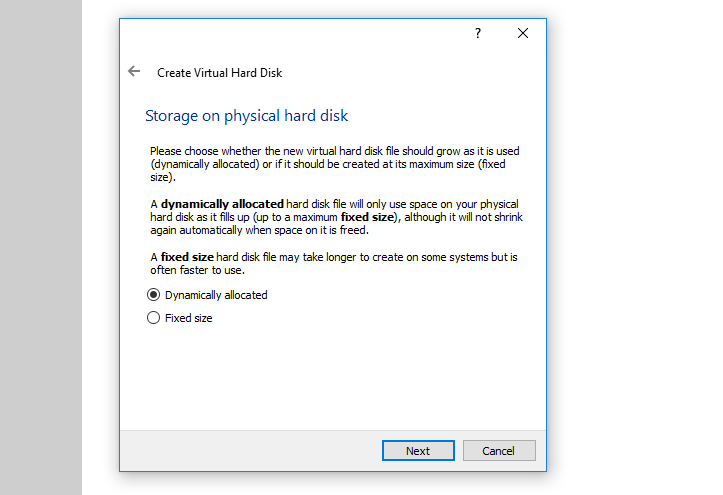 ?
Create Virtual Hard Disk
Storage on physical hard disk
Please choose whether the new virtual hard disk file should grow as it is used
(dynamically allocated) or if it should be created at its maximum size (fixed
size).
A dynamically allocated hard disk file will only use space on your physical
hard disk as it fills up (up to a maximum fixed size), although it will not shrink
again automatically when space on it is freed.
A fixed size hard disk file may take longer to create on some systems but is
often faster to use.
Dynamically allocated
Fixed size
Next Cancel